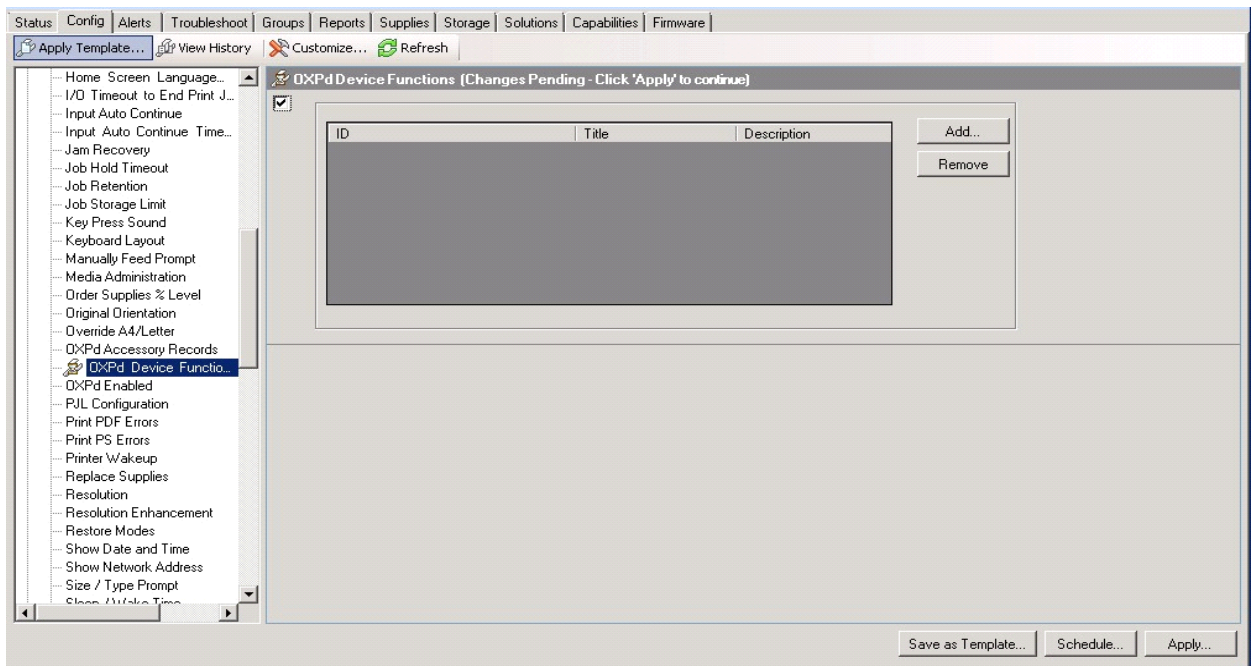 Status Config Alerts Troubleshoot Groups Reports Supplies Storage Solutions Capabilities Firmware
Apply Template... View History Customize... Refresh
Home Screen Language...
I/O Timeout to End Print J...
Input Auto Continue
Input Auto Continue Time...
Jam Recovery
Job Hold Timeout
Job Retention
Job Storage Limit
Key Press Sound
Keyboard Layout
Manually Feed Prompt
Media Administration
Order Supplies % Level
Original Orientation
Override A4/Letter
OXPd Accessory Records
OXPd Device Functio...
OXPd Enabled
PJL Configuration
Print PDF Errors
Print PS Errors
Printer Wakeup
Replace Supplies
Resolution
Resolution Enhancement
Restore Modes
Show Date and Time
Show Network Address
Size / Type Prompt
OXPd Device Functions (Changes Pending - Click 'Apply' to continue)
ID Title Description
Add...
Remove
Save as Template... Schedule... Apply...